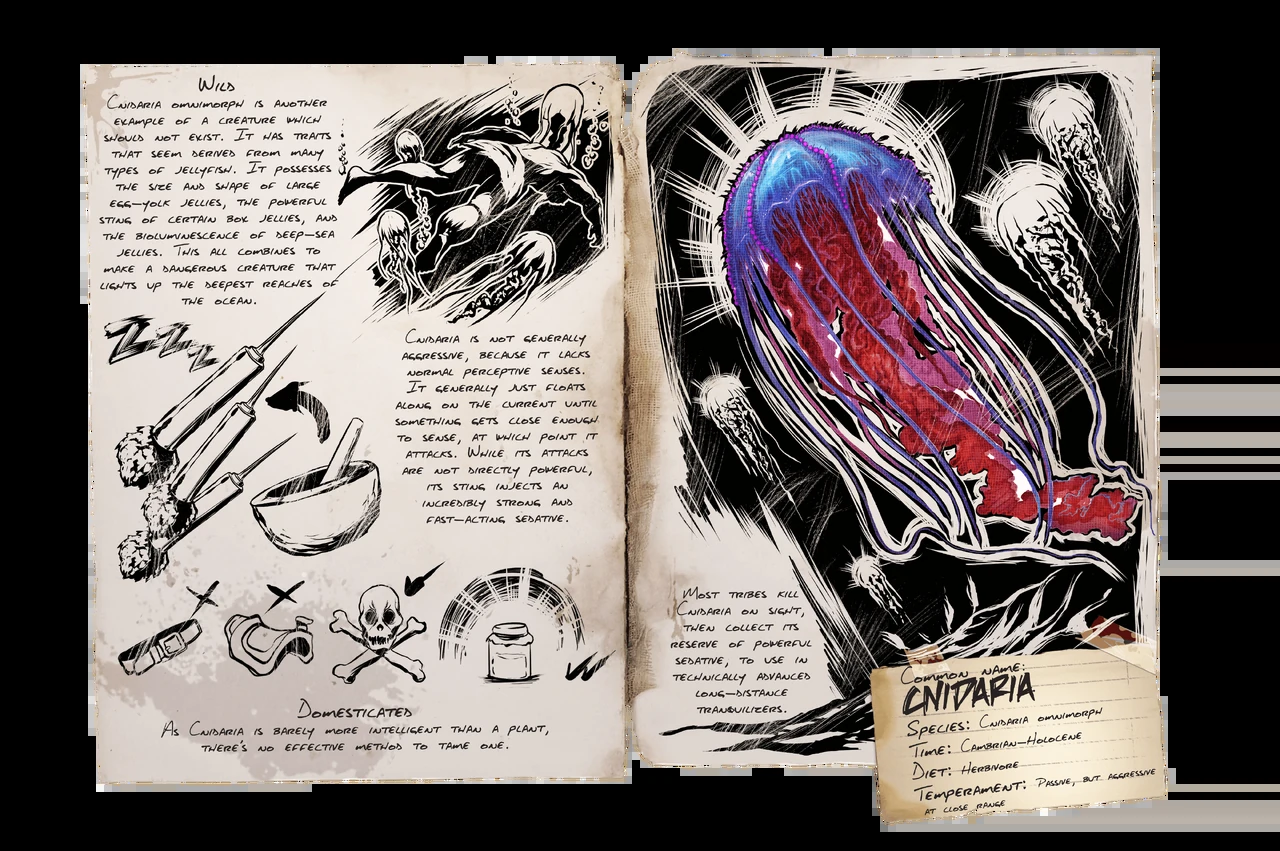 Wild
Cnidaria omnimorph is another
example of a creature which
should not exist. It has traits
that seem derived from many
types of jellyfish. It possesses
the size and shape of large
egg-yolk jellies, the powerful
sting of certain box jellies, and
the bioluminescence of deep-sea
jellies. This all combines to
make a dangerous creature that
lights up the deepest reaches of
the ocean.
Cnidaria is not generally
aggressive, because it lacks
normal perceptive senses.
It generally just floats
along on the current until
something gets close enough
to sense, at which point it
attacks. While its attacks
are not directly powerful,
its sting injects an
incredibly strong and
fast-acting sedative.
ZZZZ
Domesticated
As Cnidaria is barely more intelligent than a plant,
there's no effective method to tame one.
Most tribes kill
Cnidaria on sight,
then collect its
reserve of powerful
sedative, to use in
technically advanced
long-distance
tranquilizers.
Common name:
CNIDARIA
Species: Cnidaria omnimorph
Time: Cambrian-Holocene
Diet: Herbivore
Temperament: Passive, but aggressive
at close range